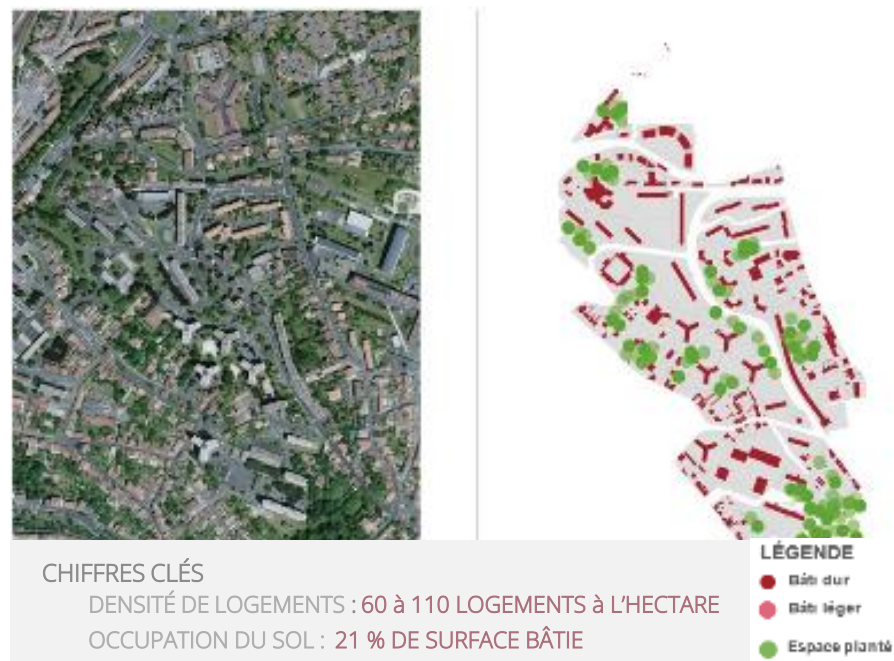 CHIFFRES CLÉS
DENSITÉ DE LOGEMENTS : 60 à 110 LOGEMENTS à L'HECTARE
OCCUPATION DU SOL : 21 % DE SURFACE BÂTIE
LÉGENDE
Bâti dur
Bâti léger
Espace planté